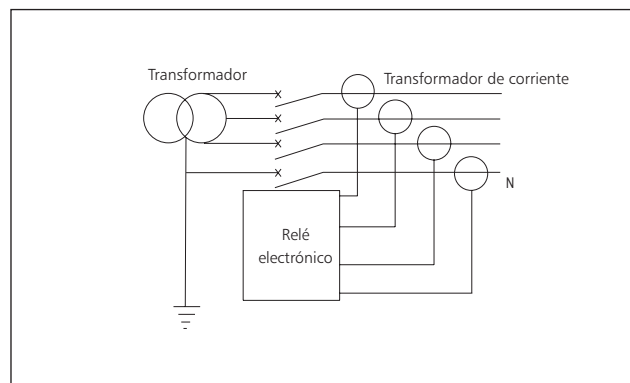 Transformador
Transformador de corriente
N
Relé
electrónico